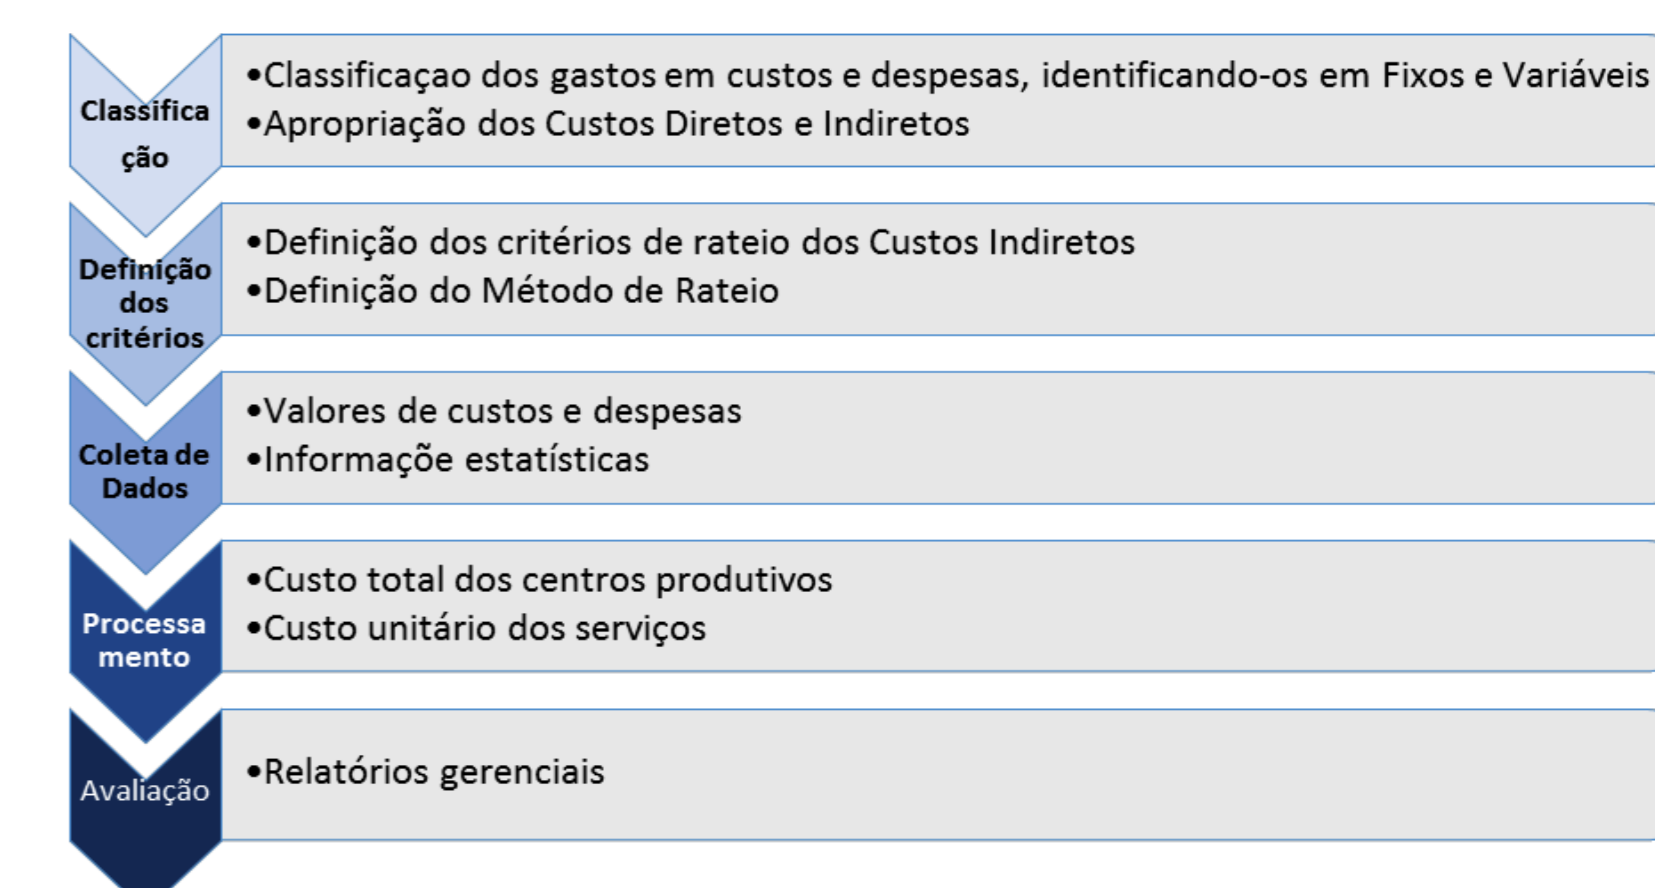 Classifica
ção
•Classificaçao dos gastos em custos e despesas, identificando-os em Fixos e Variáveis
•Apropriação dos Custos Diretos e Indiretos
Definição
dos
critérios
•Definição dos critérios de rateio dos Custos Indiretos
•Definição do Método de Rateio
Coleta de
Dados
•Valores de custos e despesas
•Informaçõe estatísticas
Processa
mento
•Custo total dos centros produtivos
•Custo unitário dos serviços
Avaliação
•Relatórios gerenciais